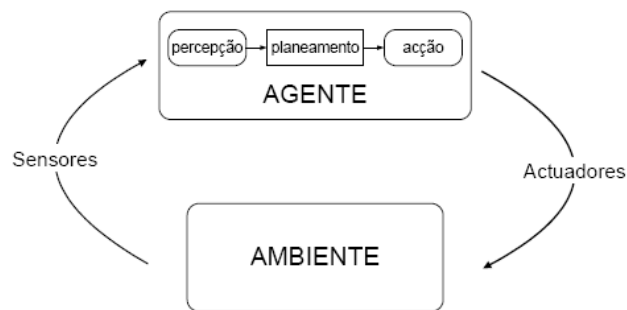 percepção planeamento acção
AGENTE
Sensores
Actuadores
AMBIENTE